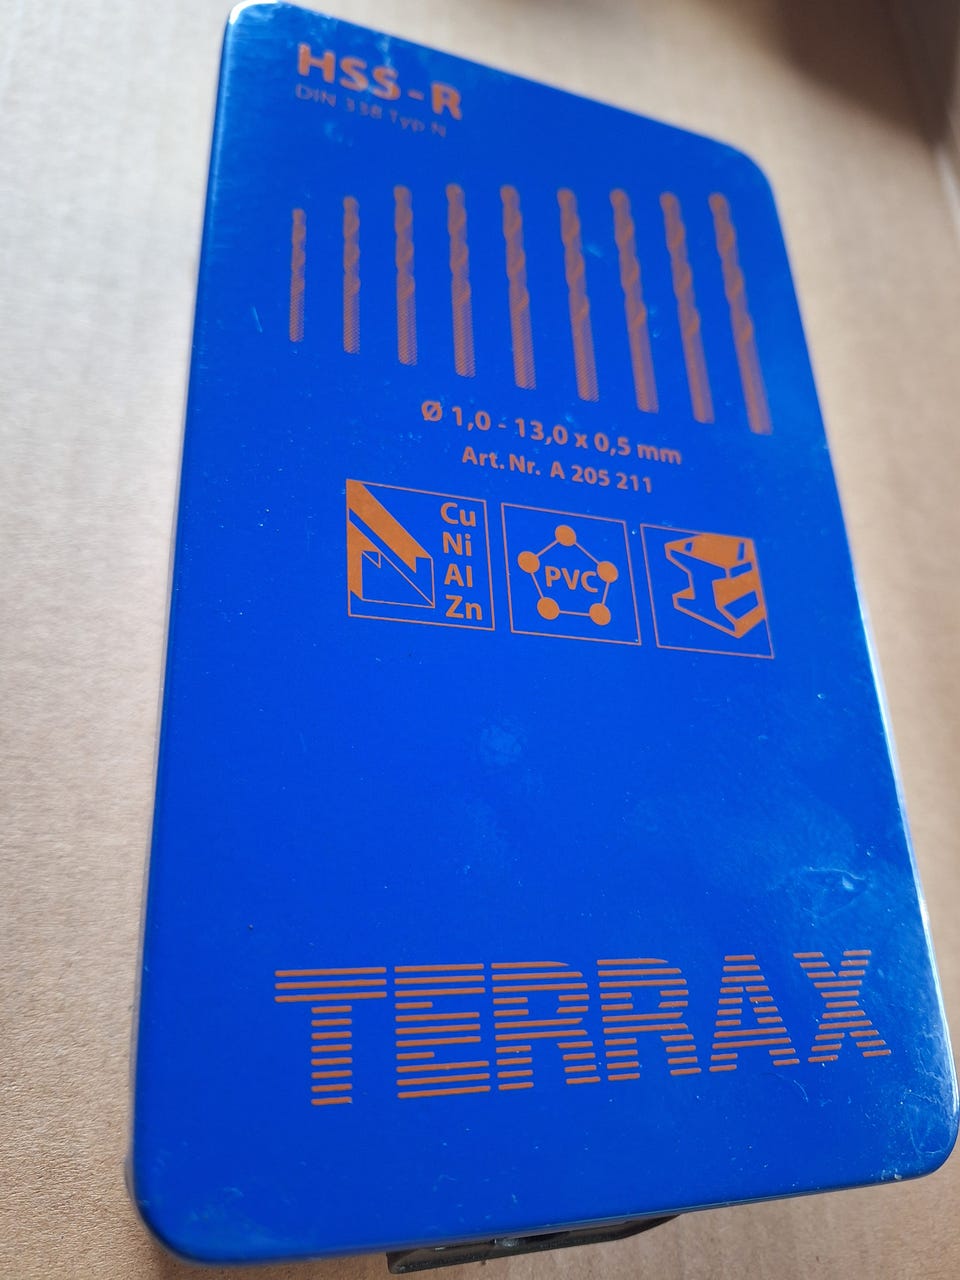 HSS-R
DIN 338 Typ N
Ø 1,0 - 13,0 x 0,5 mm
Art. Nr. A 205 211
Cu
Ni
Al
Zn
PVC
TERRAX